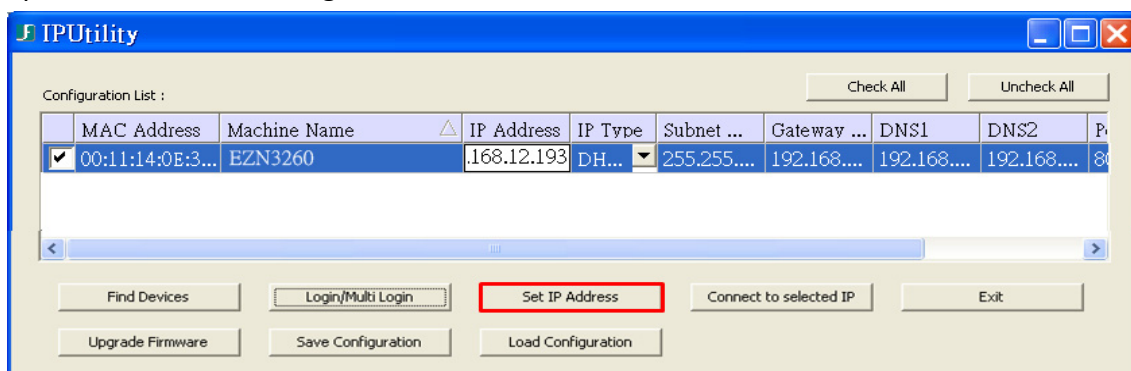 IPUtility
Check All Uncheck All
Configuration List :
MAC Address Machine Name IP Address IP Type Subnet ... Gateway ... DNS1 DNS2
00:11:14:0E:3... EZN3260 .168.12.193 DH... 255.255.... 192.168.... 192.168.... 192.168.... 80
Find Devices Login/Multi Login Set IP Address Connect to selected IP Exit
Upgrade Firmware Save Configuration Load Configuration